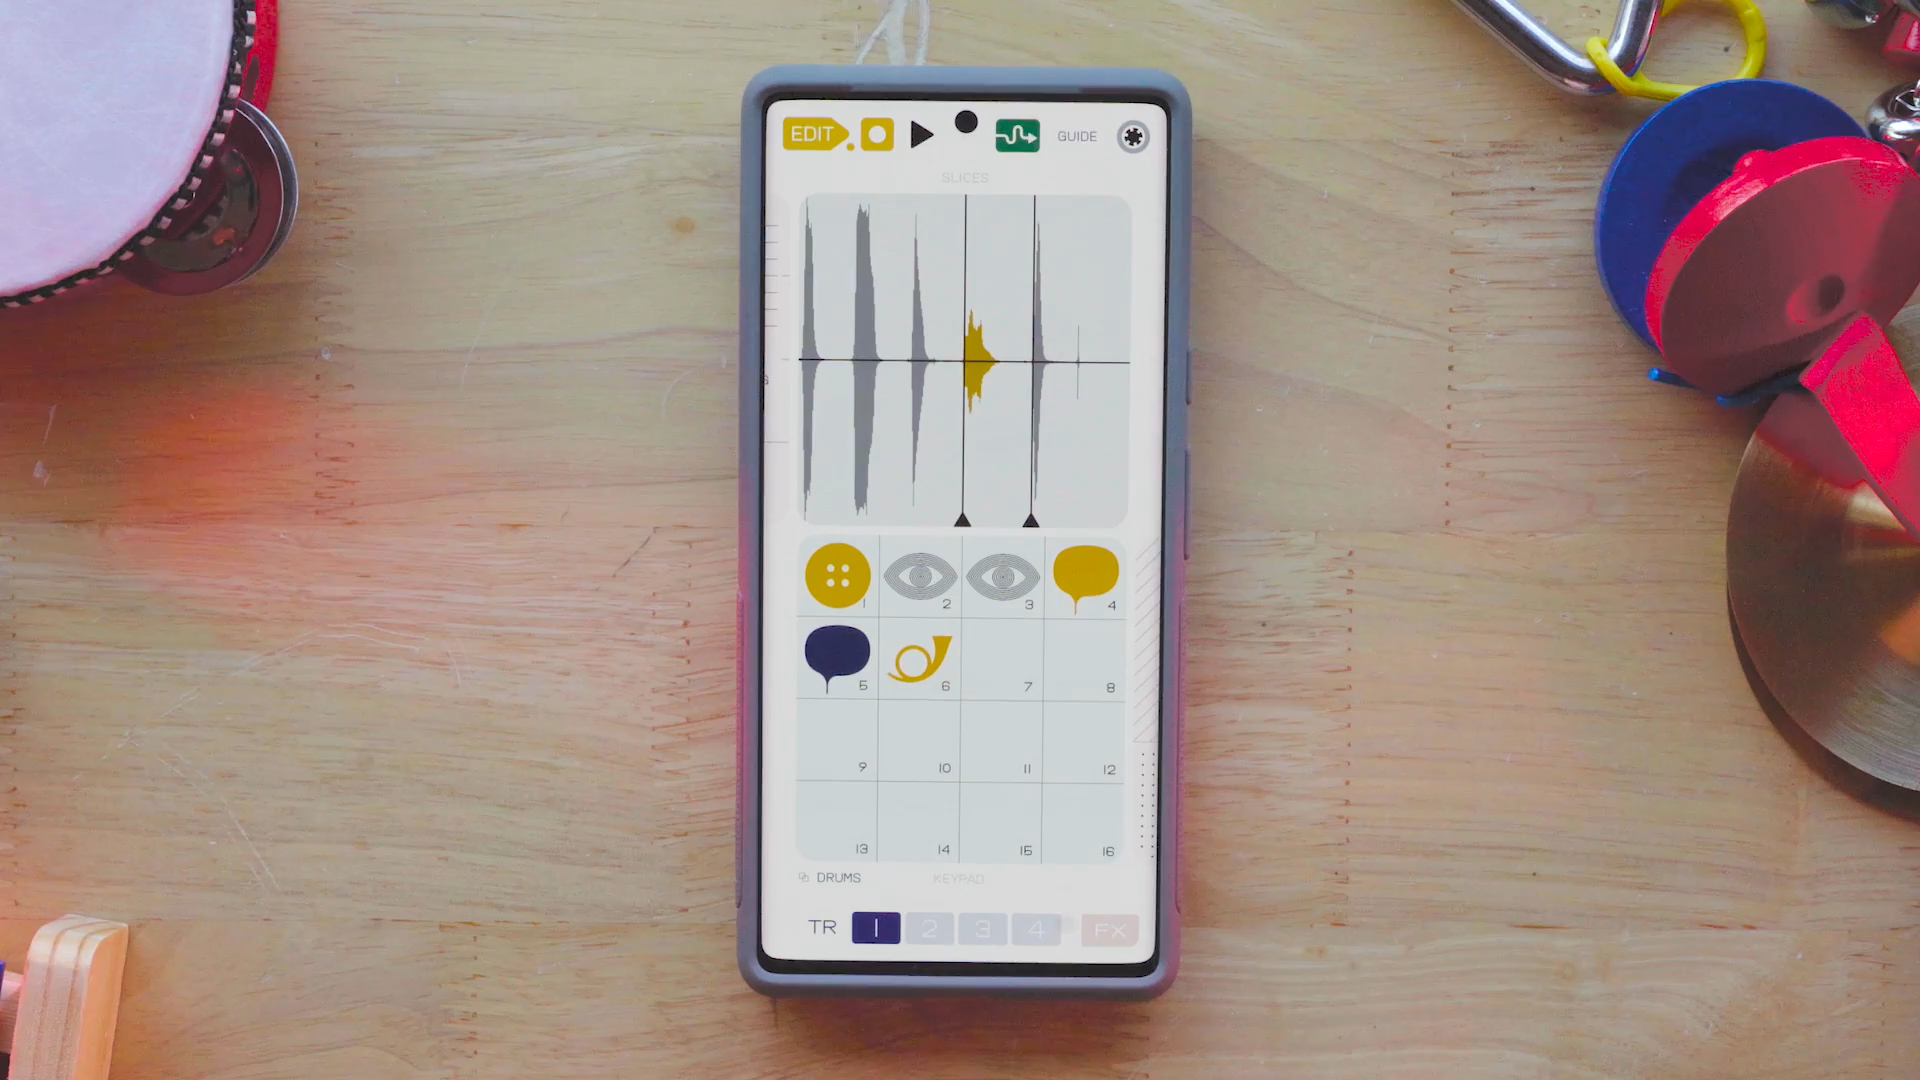 EDIT GUIDE
SLICES
1 2 3 4
5 6 7 8
9 10 11 12
13 14 15 16
DRUMS KEYPAD
TR 1 2 3 4 FX